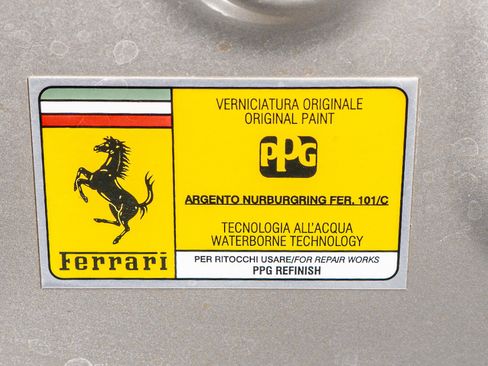 VERNICIATURA ORIGINALE
ORIGINAL PAINT
PPG
ARGENTO NURBURGRING FER. 101/C
TECNOLOGIA ALL'ACQUA
WATERBORNE TECHNOLOGY
Ferrari
PER RITOCCHI USARE/FOR REPAIR WORKS
PPG REFINISH